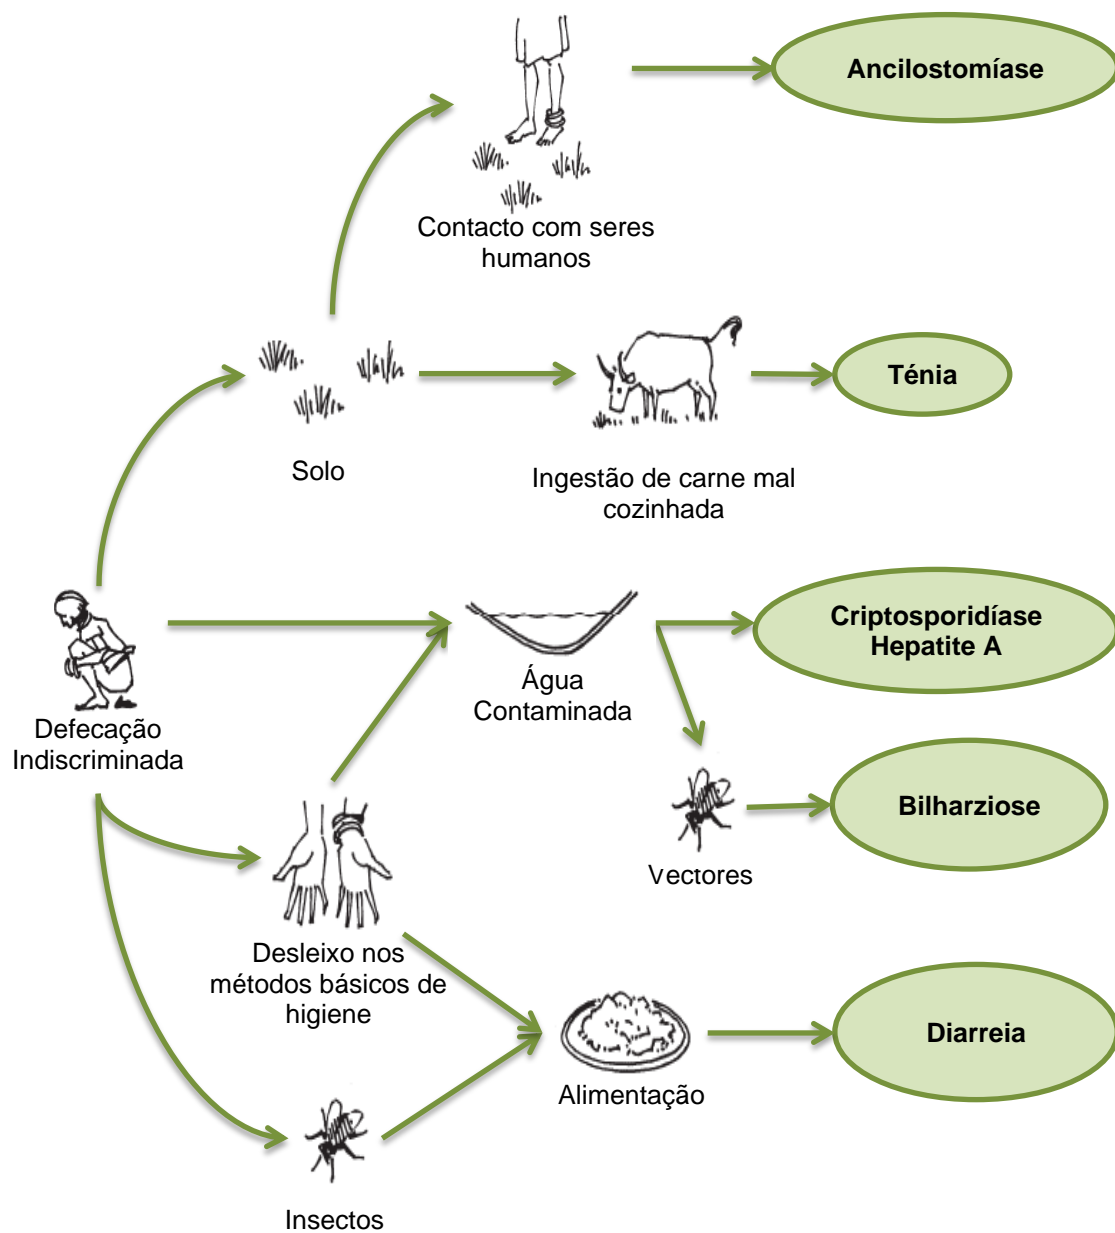 Ancilostomíase
Contacto com seres
humanos
Ténia
Solo
Ingestão de carne mal
cozinhada
Criptosporidíase
Hepatite A
Água
Contaminada
Defecação
Indiscriminada
Bilharziose
Vectores
Desleixo nos
métodos básicos de
higiene
Diarreia
Alimentação
Insectos